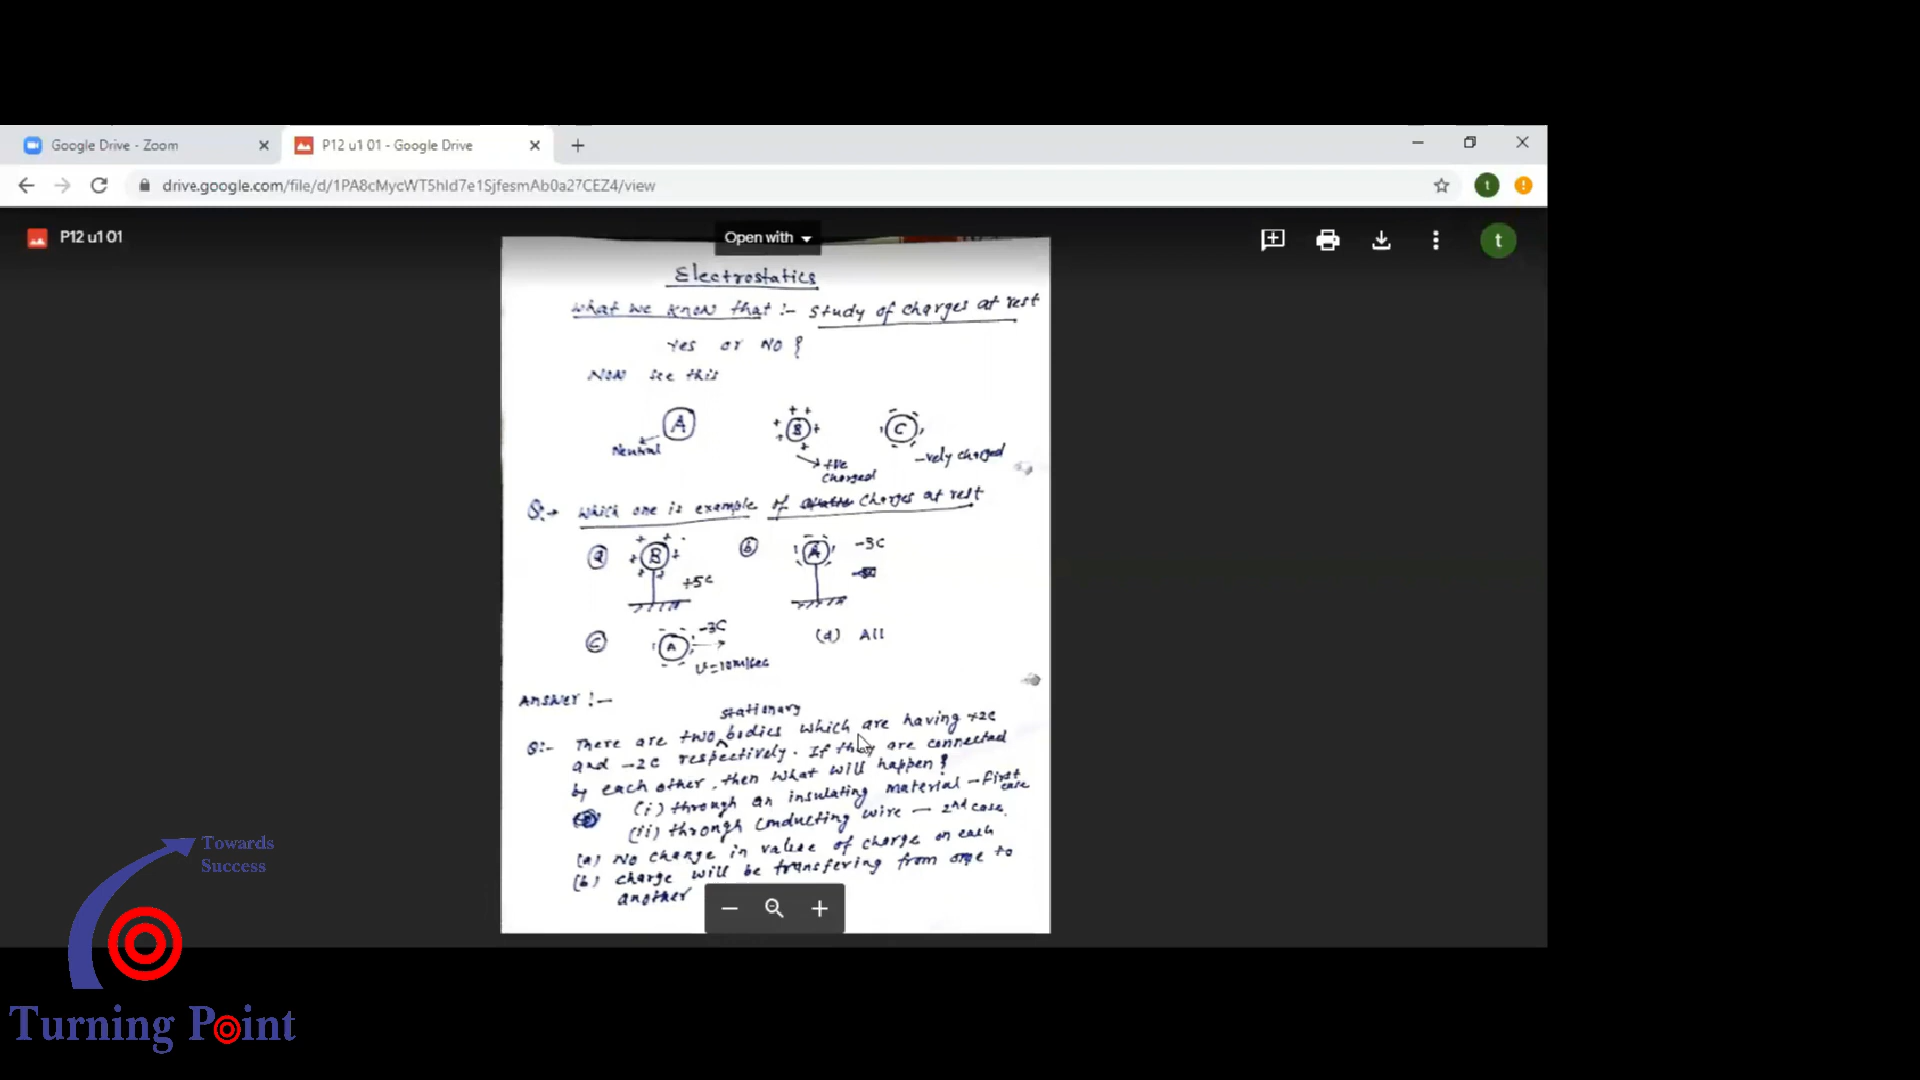 Google Drive - Zoom
P12 u1 01 - Google Drive
drive.google.com/file/d/1PA8cMycWT5hId7e1SjfesmAb0a27CEZ4/view
t
P12 u1 01
Open with
t
Electrostatics
What we know that :- study of charges at rest
Yes or No
Now see this
A B C
Neutral
+ve
charged
-vely charged
Q:→ Which one is example of charges at rest
(a) B +5C
(b) A -3C
(c) A -3C
v=10m/sec
(d) All
Answer :-
stationary
Q:- There are two bodies which are having +2C
and -2C respectively. If they are connected
by each other, then what will happen?
(i) through an insulating material - First case
(ii) through conducting wire - 2nd case.
(a) No change in value of charge on each
(b) charge will be transfering from one to
another
Towards
Success
Turning Point